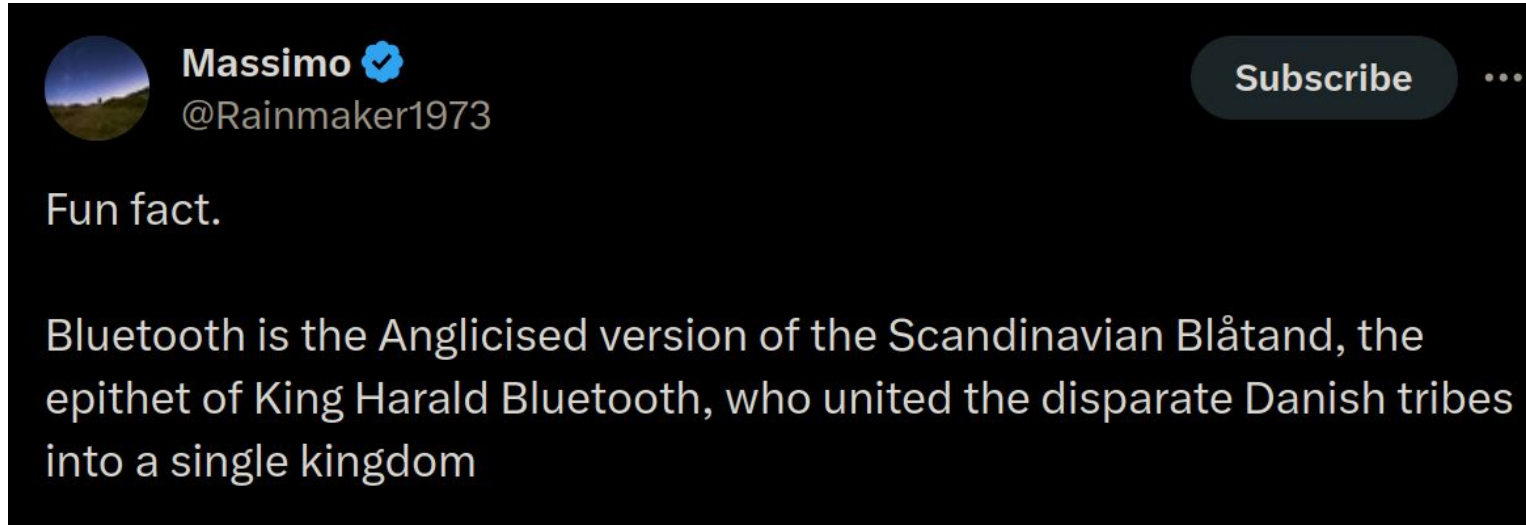 Massimo
@Rainmaker1973
Subscribe
Fun fact.
Bluetooth is the Anglicised version of the Scandinavian Blåtand, the
epithet of King Harald Bluetooth, who united the disparate Danish tribes
into a single kingdom